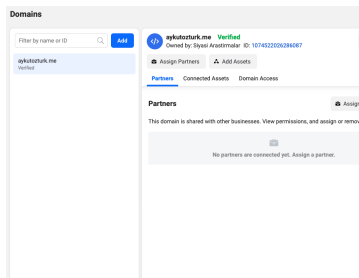 Domains
Filter by name or ID
Add
aykutozturk.me
Verified
aykutozturk.me Verified
Owned by: Siyasi Arastirmalar ID: 1074522026286087
Assign Partners
Add Assets
Partners
Connected Assets
Domain Access
Partners
Assign
This domain is shared with other businesses. View permissions, and assign or remov
No partners are connected yet. Assign a partner.